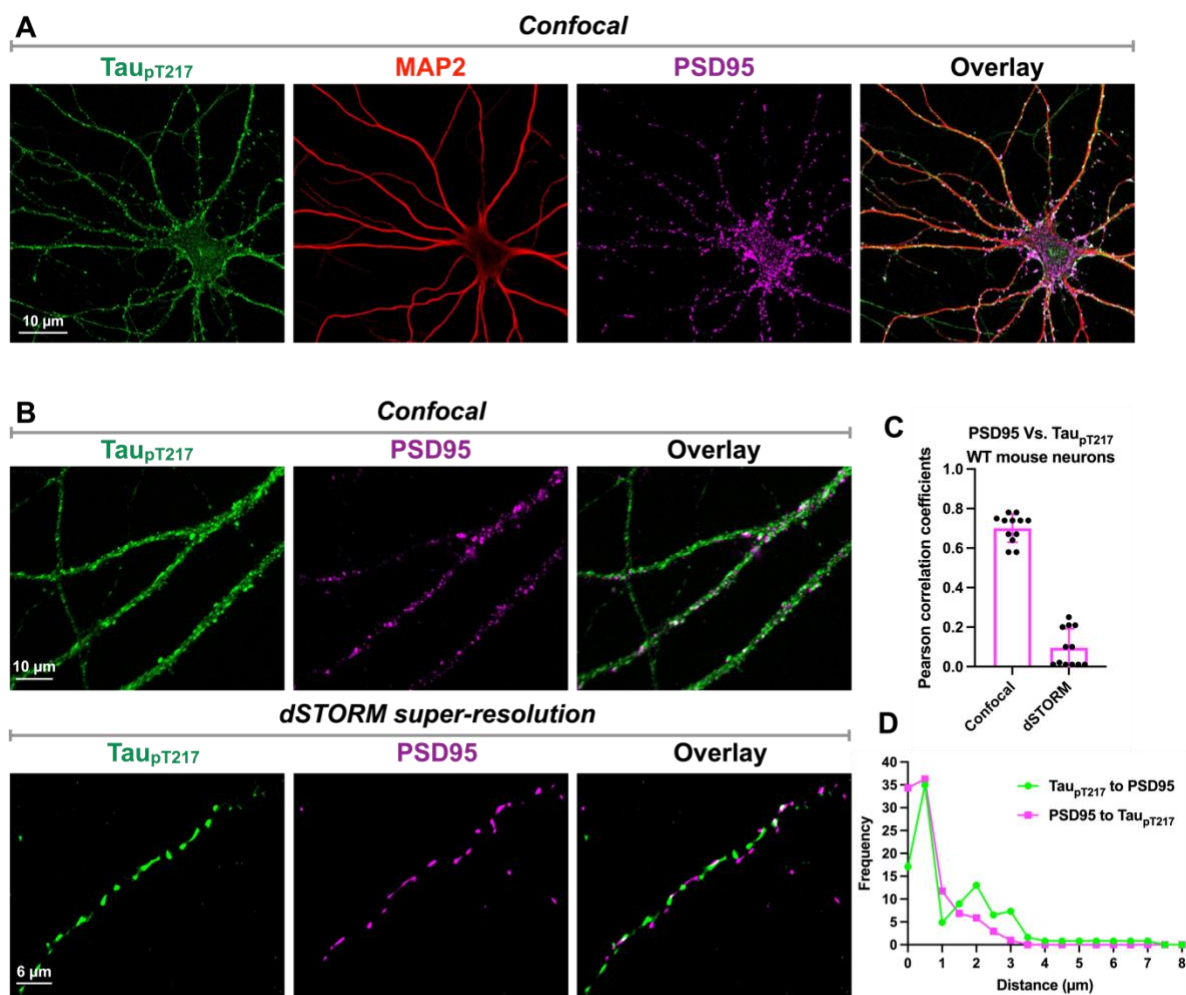 A
Confocal
TaupT217 MAP2 PSD95 Overlay
10 µm
B
Confocal
TaupT217 PSD95 Overlay
10 µm
dSTORM super-resolution
TaupT217 PSD95 Overlay
6 µm
C
PSD95 Vs. TaupT217
WT mouse neurons
Pearson correlation coefficients
1.0
0.8
0.6
0.4
0.2
0.0
Confocal
dSTORM
D
Frequency
40
35
30
25
20
15
10
5
0
TaupT217 to PSD95
PSD95 to TaupT217
0 1 2 3 4 5 6 7 8
Distance (µm)